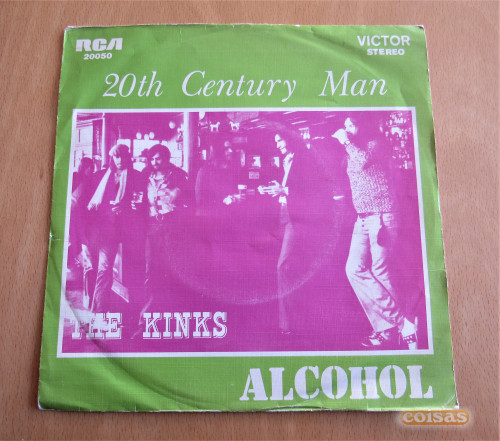 RCA
20050
VICTOR
STEREO
20th Century Man
THE KINKS
ALCOHOL
coisas